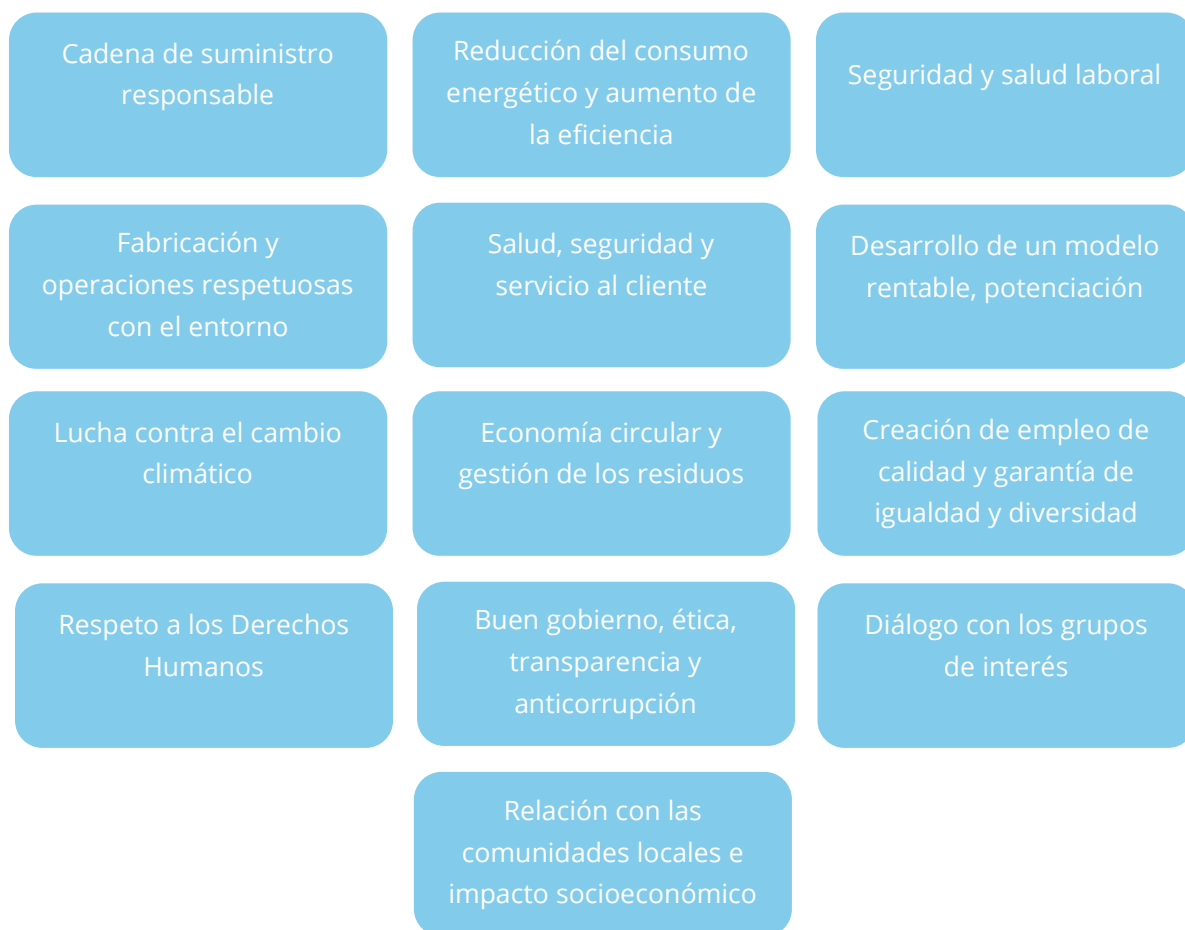 Cadena de suministro
responsable
Reducción del consumo
energético y aumento de
la eficiencia
Seguridad y salud laboral
Fabricación y
operaciones respetuosas
con el entorno
Salud, seguridad y
servicio al cliente
Desarrollo de un modelo
rentable, potenciación
Lucha contra el cambio
climático
Economía circular y
gestión de los residuos
Creación de empleo de
calidad y garantía de
igualdad y diversidad
Respeto a los Derechos
Humanos
Buen gobierno, ética,
transparencia y
anticorrupción
Diálogo con los grupos
de interés
Relación con las
comunidades locales e
impacto socioeconómico